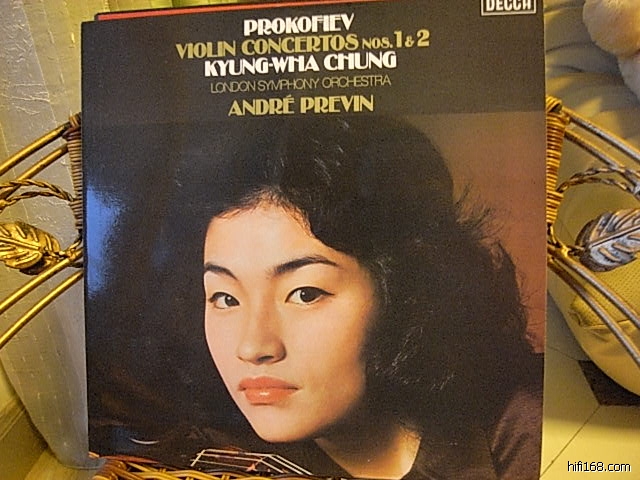 DECCA
PROKOFIEV
VIOLIN CONCERTOS NOS. 1 & 2
KYUNG-WHA CHUNG
LONDON SYMPHONY ORCHESTRA
ANDRÉ PREVIN
hifi168.com